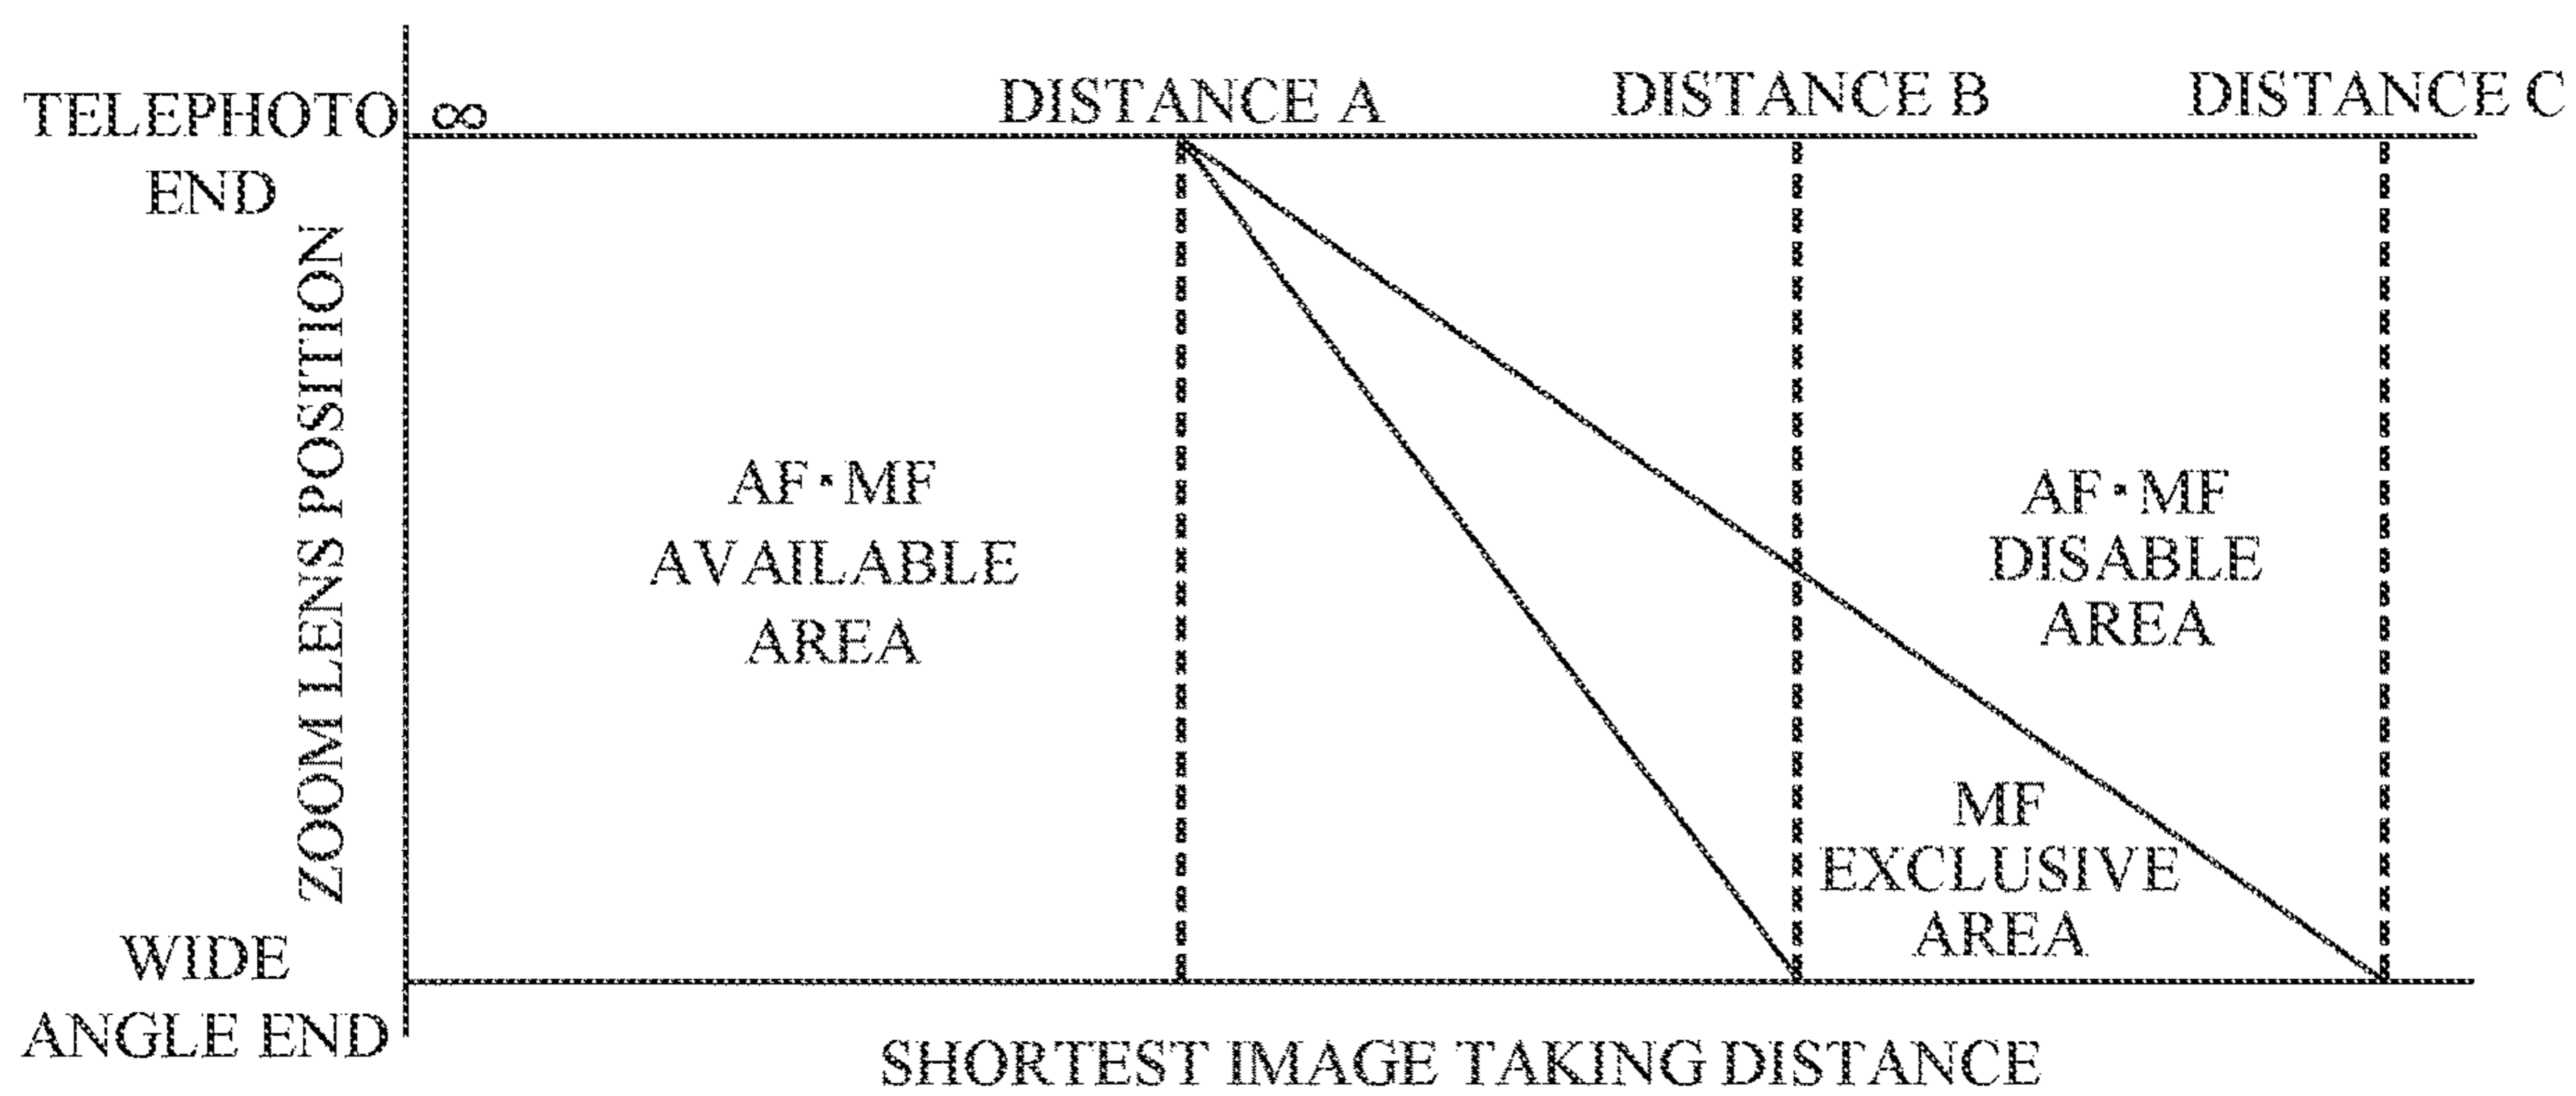 TELEPHOTO
END
∞
DISTANCE A
DISTANCE B
DISTANCE C
ZOOM LENS POSITION
AF・MF
AVAILABLE
AREA
AF・MF
DISABLE
AREA
MF
EXCLUSIVE
AREA
WIDE
ANGLE END
SHORTEST IMAGE TAKING DISTANCE